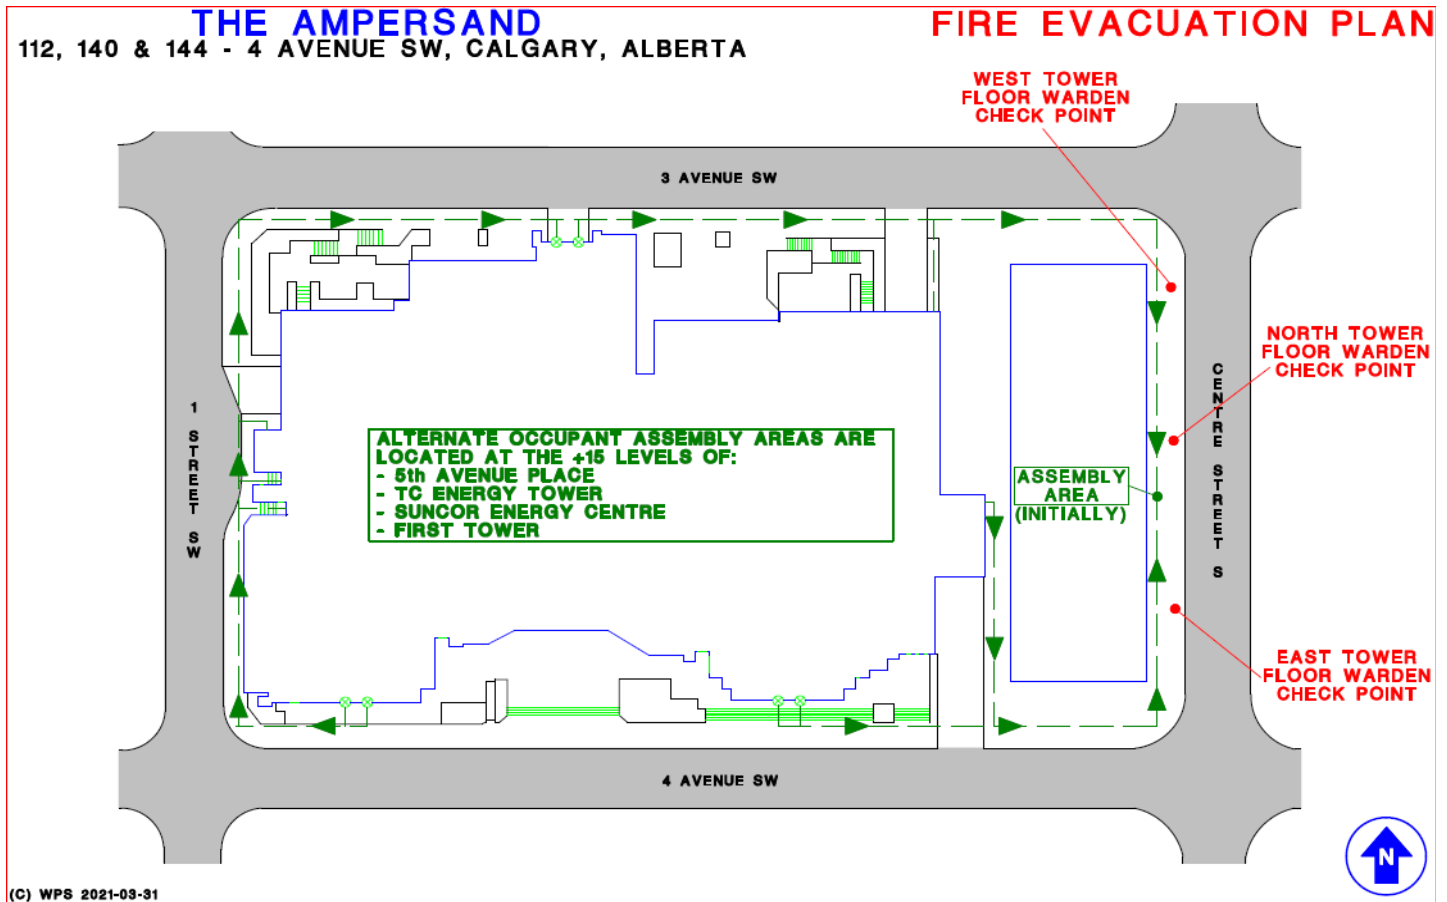 THE AMPERSAND
112, 140 & 144 - 4 AVENUE SW, CALGARY, ALBERTA
FIRE EVACUATION PLAN
WEST TOWER
FLOOR WARDEN
CHECK POINT
3 AVENUE SW
NORTH TOWER
FLOOR WARDEN
CHECK POINT
1 STREET SW
CENTRE STREET S
ALTERNATE OCCUPANT ASSEMBLY AREAS ARE
LOCATED AT THE +15 LEVELS OF:
- 5th AVENUE PLACE
- TC ENERGY TOWER
- SUNCOR ENERGY CENTRE
- FIRST TOWER
ASSEMBLY
AREA
(INITIALLY)
EAST TOWER
FLOOR WARDEN
CHECK POINT
4 AVENUE SW
N
(C) WPS 2021-03-31